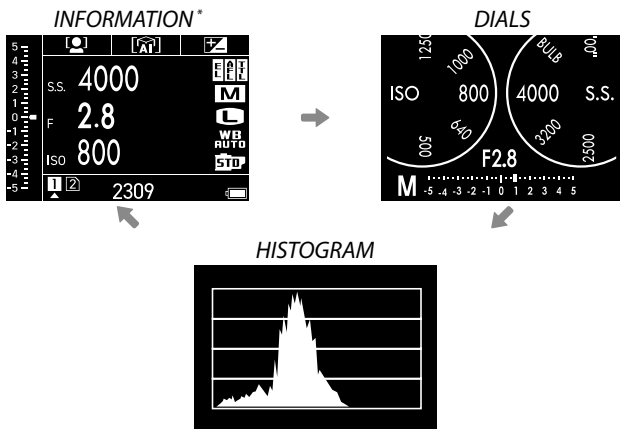 INFORMATION*
5
4
3
2
1
0
-1
-2
-3
-4
-5
AI
S.S. 4000
F 2.8
ISO 800
M
L
WB
AUTO
STD
1 2
2309
DIALS
1250
1000
ISO 800
640
500
BULB
4000 S.S.
3200
2500
F2.8
M -5 -4 -3 -2 -1 0 1 2 3 4 5
HISTOGRAM